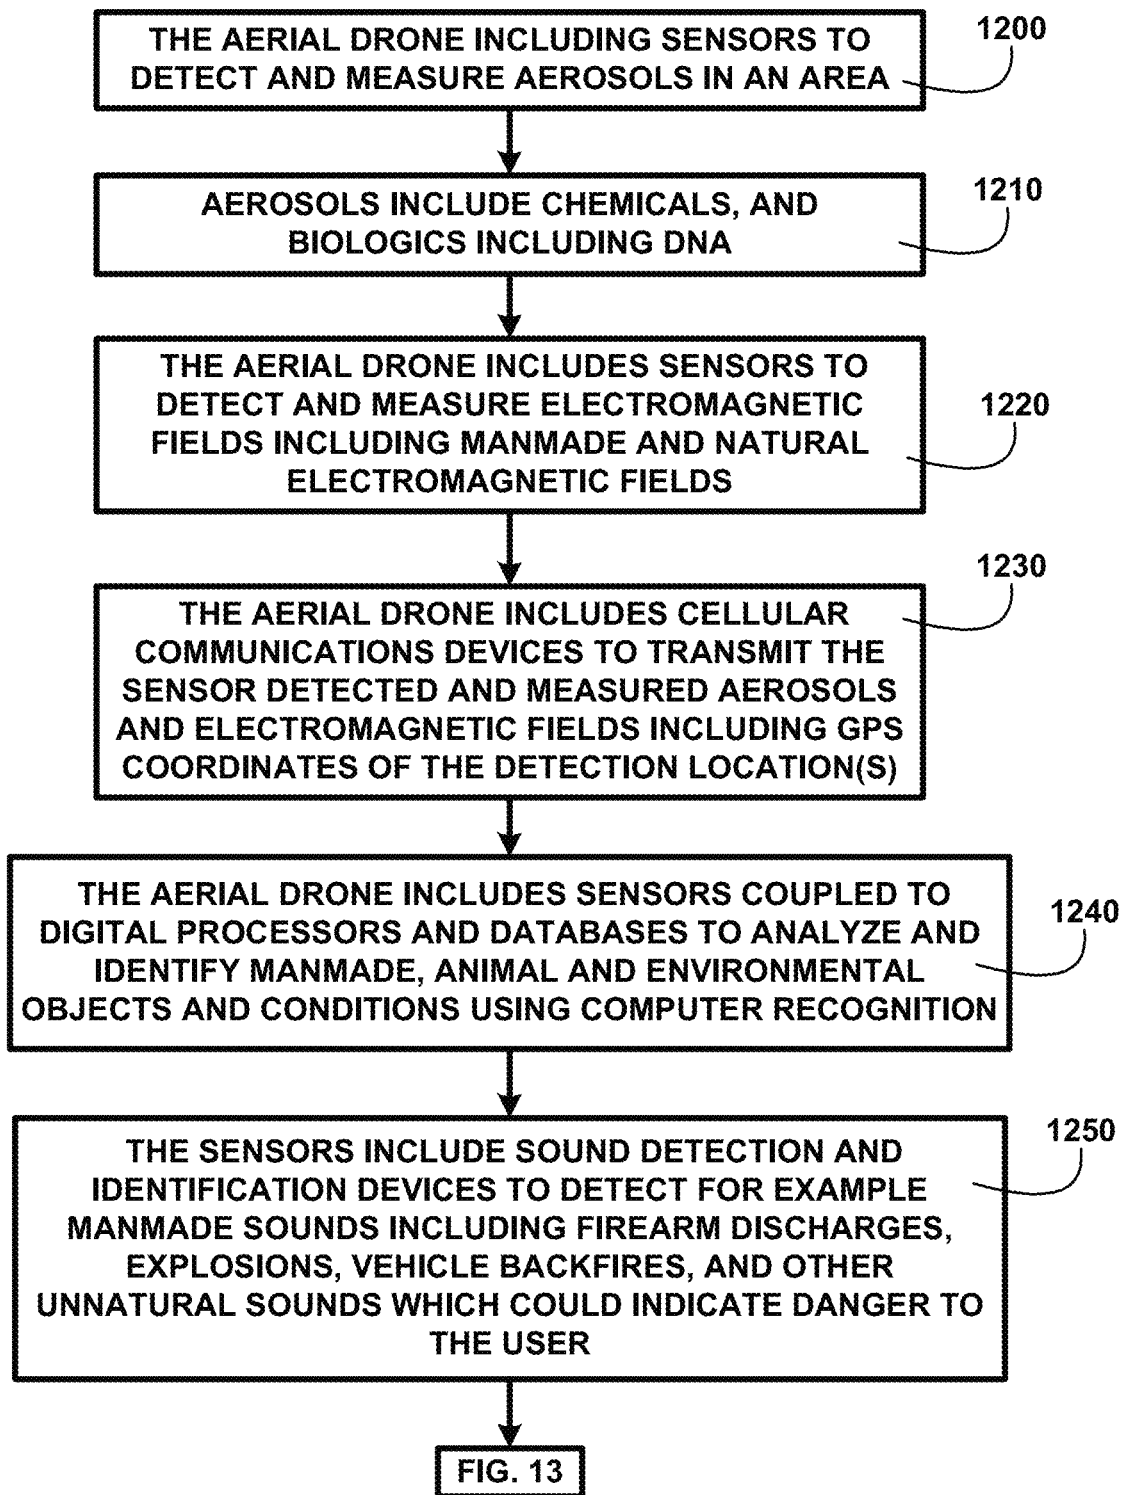 THE AERIAL DRONE INCLUDING SENSORS TO
DETECT AND MEASURE AEROSOLS IN AN AREA
1200
AEROSOLS INCLUDE CHEMICALS, AND
BIOLOGICS INCLUDING DNA
1210
THE AERIAL DRONE INCLUDES SENSORS TO
DETECT AND MEASURE ELECTROMAGNETIC
FIELDS INCLUDING MANMADE AND NATURAL
ELECTROMAGNETIC FIELDS
1220
THE AERIAL DRONE INCLUDES CELLULAR
COMMUNICATIONS DEVICES TO TRANSMIT THE
SENSOR DETECTED AND MEASURED AEROSOLS
AND ELECTROMAGNETIC FIELDS INCLUDING GPS
COORDINATES OF THE DETECTION LOCATION(S)
1230
THE AERIAL DRONE INCLUDES SENSORS COUPLED TO
DIGITAL PROCESSORS AND DATABASES TO ANALYZE AND
IDENTIFY MANMADE, ANIMAL AND ENVIRONMENTAL
OBJECTS AND CONDITIONS USING COMPUTER RECOGNITION
1240
THE SENSORS INCLUDE SOUND DETECTION AND
IDENTIFICATION DEVICES TO DETECT FOR EXAMPLE
MANMADE SOUNDS INCLUDING FIREARM DISCHARGES,
EXPLOSIONS, VEHICLE BACKFIRES, AND OTHER
UNNATURAL SOUNDS WHICH COULD INDICATE DANGER TO
THE USER
1250
FIG. 13